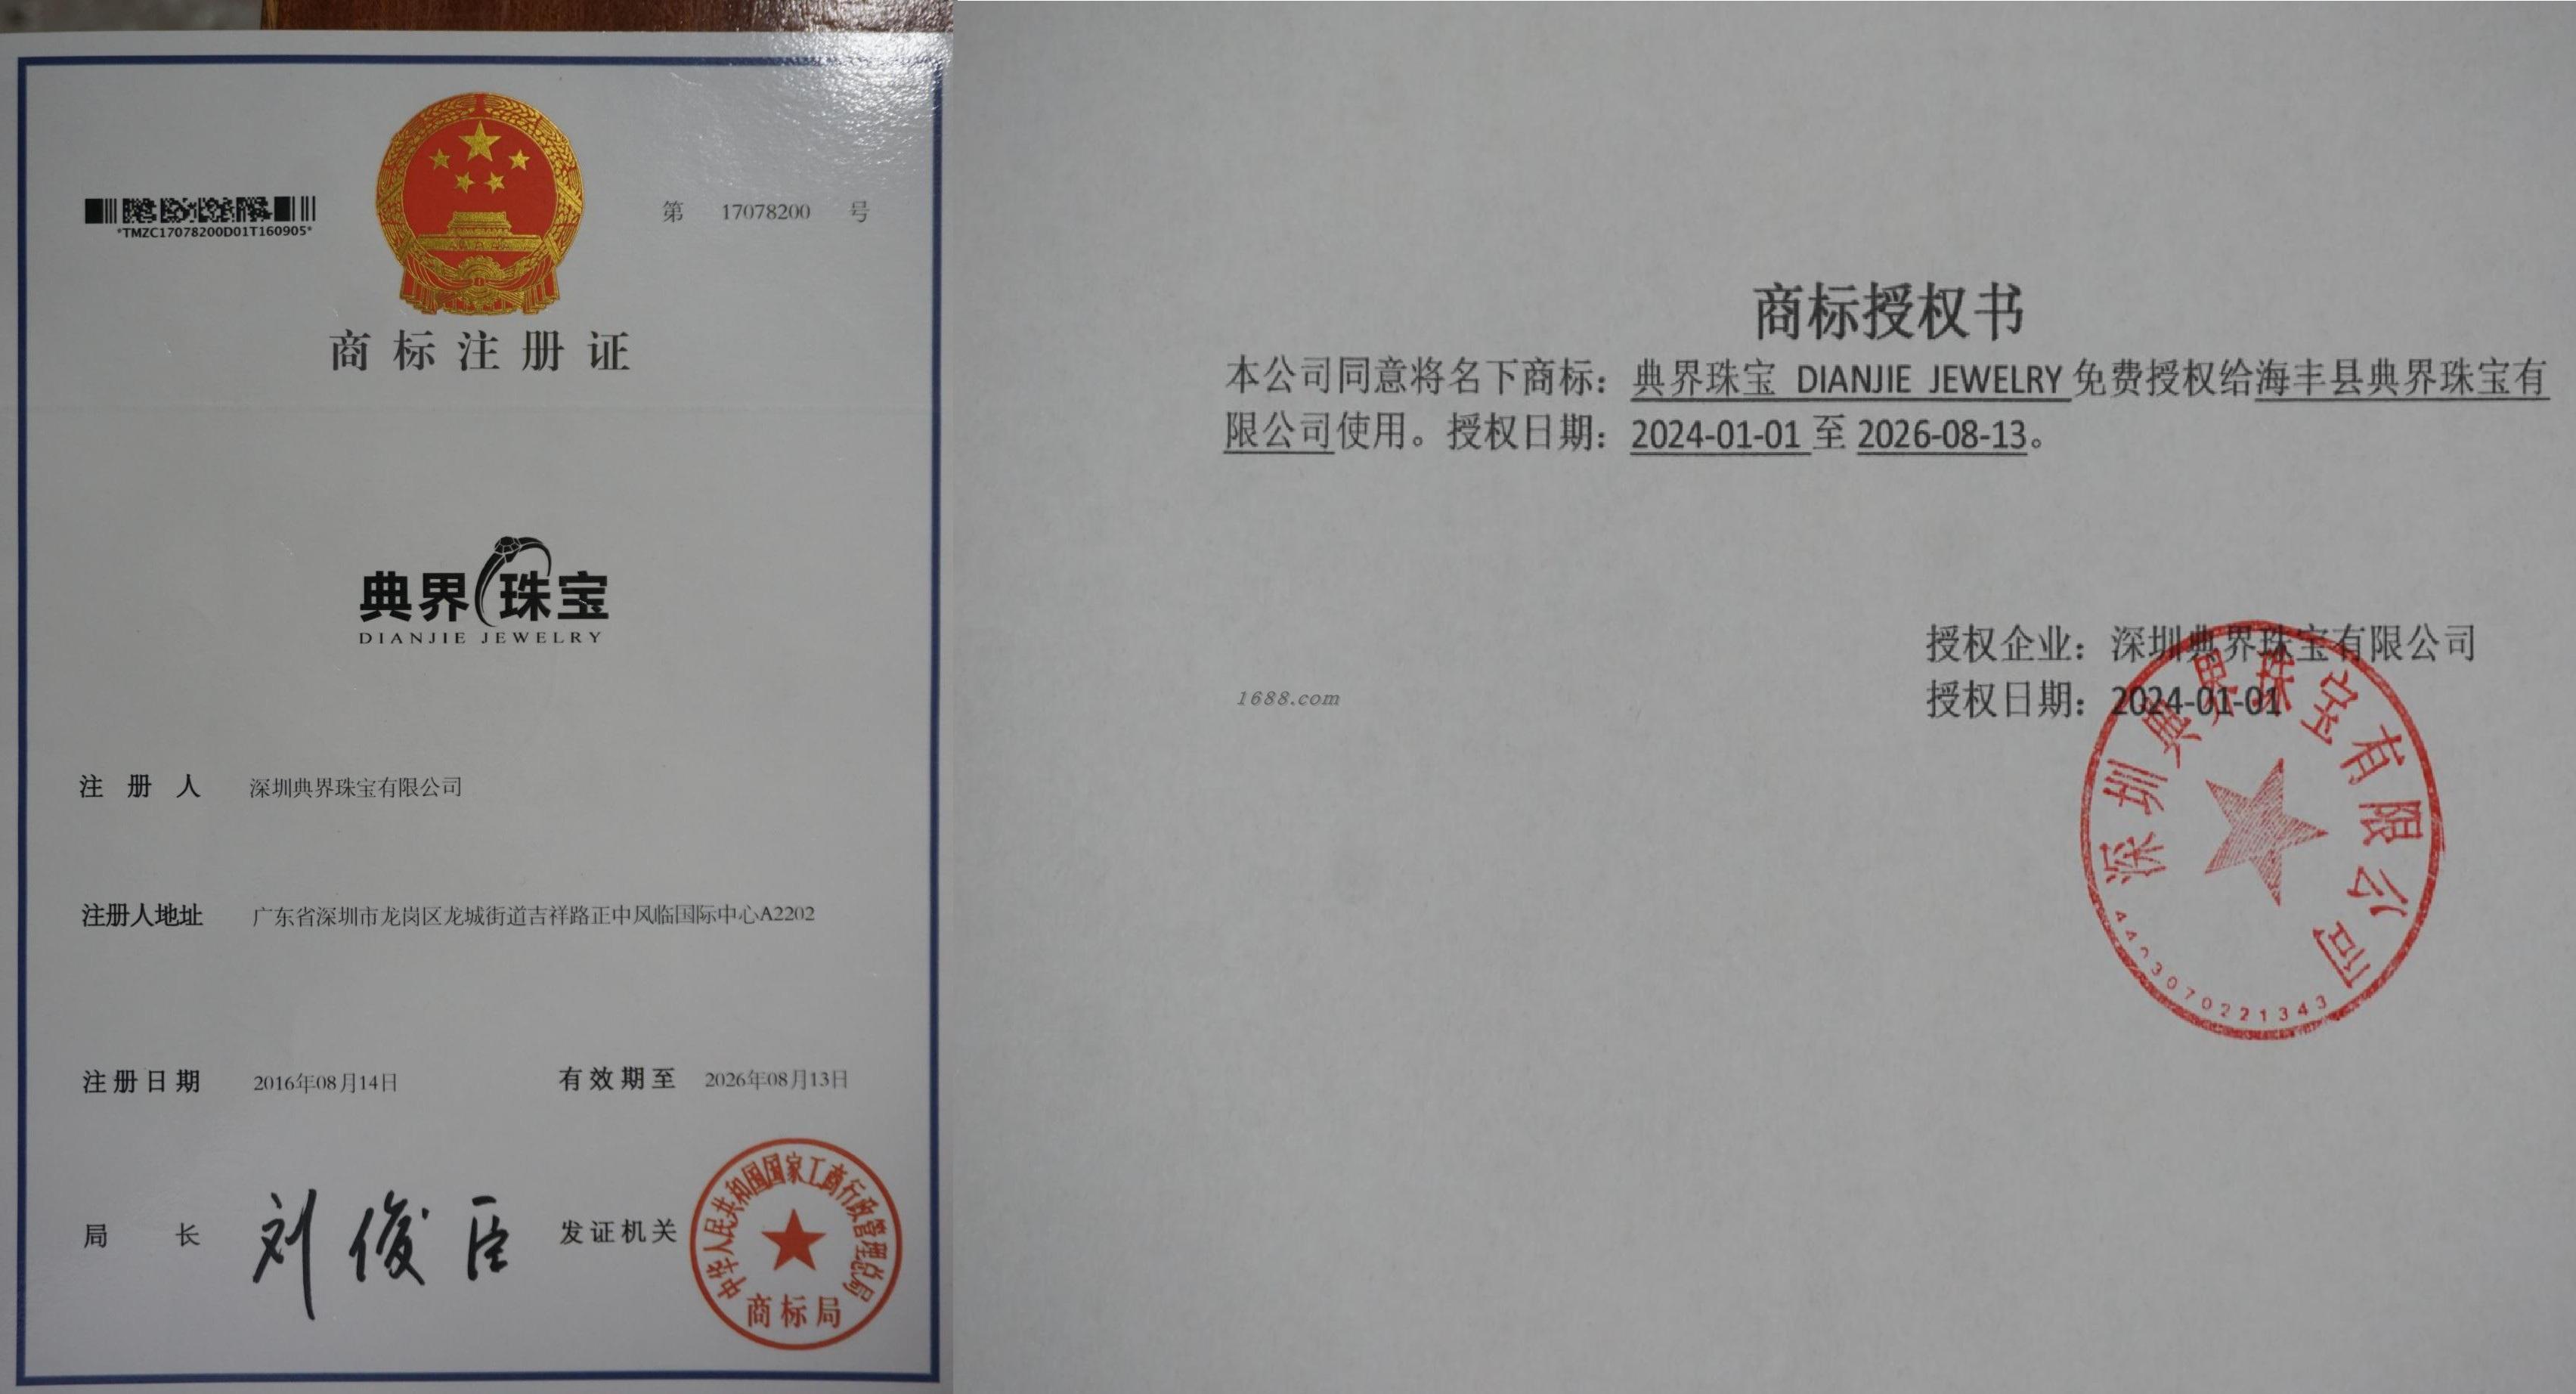 *TMZC17078200D01T160905*
第 17078200 号
商标注册证
典界珠宝
DIANJIE JEWELRY
注册人 深圳典界珠宝有限公司
注册人地址 广东省深圳市龙岗区龙城街道吉祥路正中风临国际中心A2202
注册日期 2016年08月14日 有效期至 2026年08月13日
局长 刘俊臣 发证机关
中华人民共和国国家工商行政管理总局
商标局
商标授权书
本公司同意将名下商标：典界珠宝 DIANJIE JEWELRY 免费授权给海丰县典界珠宝有
限公司使用。授权日期：2024-01-01 至 2026-08-13。
授权企业：深圳典界珠宝有限公司
授权日期：2024-01-01
1688.com
深圳典界珠宝有限公司
4403070221343